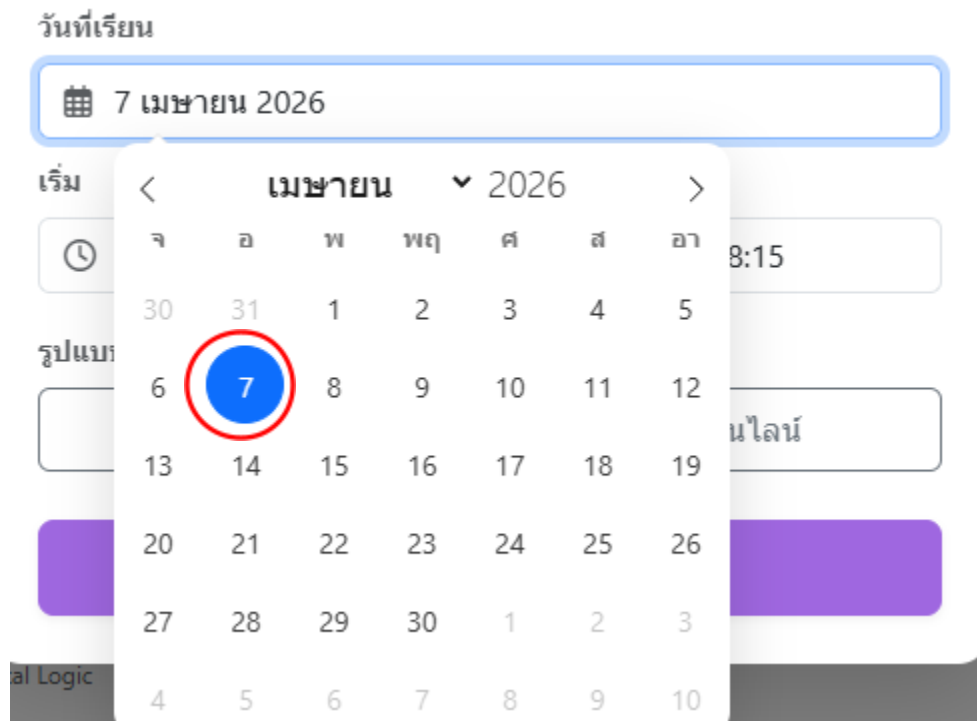 วันที่เรียน
7 เมษายน 2026
เริ่ม
เมษายน 2026
จ อ พ พฤ ศ ส อา
8:15
30 31 1 2 3 4 5
6 7 8 9 10 11 12
13 14 15 16 17 18 19
20 21 22 23 24 25 26
27 28 29 30 1 2 3
al Logic
4 5 6 7 8 9 10